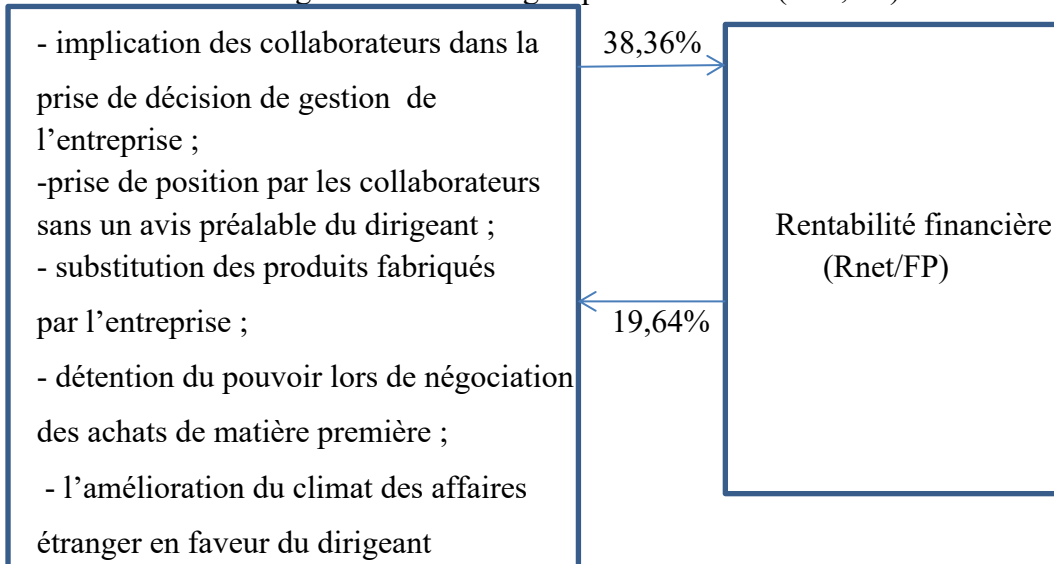 - implication des collaborateurs dans la
prise de décision de gestion de
l’entreprise ;
-prise de position par les collaborateurs
sans un avis préalable du dirigeant ;
- substitution des produits fabriqués
par l’entreprise ;
- détention du pouvoir lors de négociation
des achats de matière première ;
- l’amélioration du climat des affaires
étranger en faveur du dirigeant
38,36%
19,64%
Rentabilité financière
(Rnet/FP)